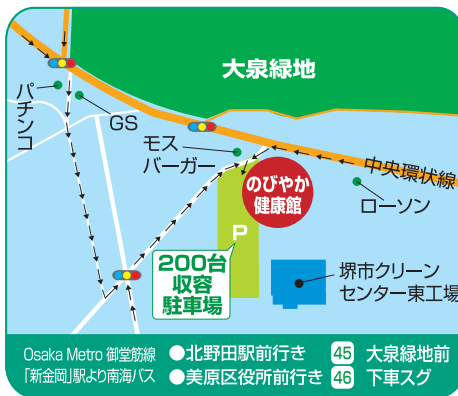 大泉緑地
パチンコ
GS
モス
バーガー
中央環状線
のびやか
健康館
ローソン
P
200台
収容
駐車場
堺市クリーン
センター東工場
Osaka Metro 御堂筋線 ●北野田駅前行き 45 大泉緑地前
「新金岡」駅より南海バス ●美原区役所前行き 46 下車スグ